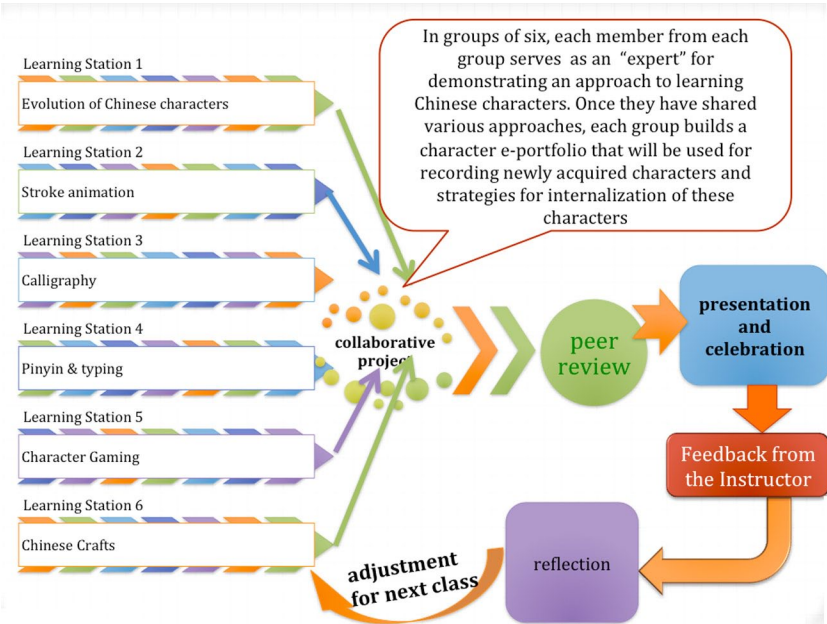 Learning Station 1
Evolution of Chinese characters
Learning Station 2
Stroke animation
Learning Station 3
Calligraphy
Learning Station 4
Pinyin & typing
Learning Station 5
Character Gaming
Learning Station 6
Chinese Crafts
In groups of six, each member from each
group serves as an “expert” for
demonstrating an approach to learning
Chinese characters. Once they have shared
various approaches, each group builds a
character e-portfolio that will be used for
recording newly acquired characters and
strategies for internalization of these
characters
collaborative
project
peer
review
presentation
and
celebration
Feedback from
the Instructor
reflection
adjustment
for next class